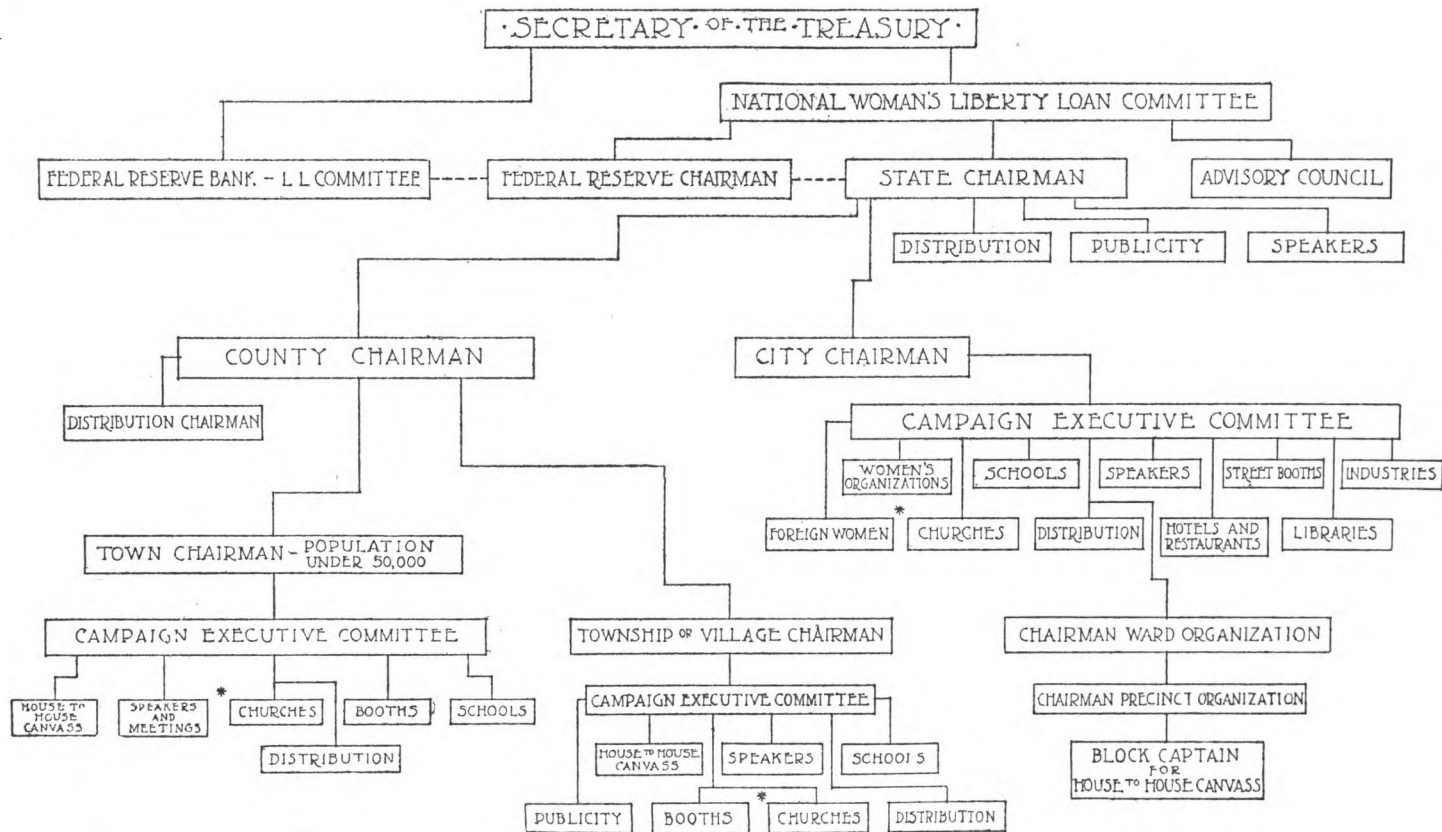 ·SECRETARY·OF·THE·TREASURY·
NATIONAL WOMAN'S LIBERTY LOAN COMMITTEE
FEDERAL RESERVE BANK - L L COMMITTEE
FEDERAL RESERVE CHAIRMAN
STATE CHAIRMAN
ADVISORY COUNCIL
DISTRIBUTION
PUBLICITY
SPEAKERS
COUNTY CHAIRMAN
CITY CHAIRMAN
DISTRIBUTION CHAIRMAN
CAMPAIGN EXECUTIVE COMMITTEE
WOMEN'S
ORGANIZATIONS
SCHOOLS
SPEAKERS
STREET BOOTHS
INDUSTRIES
FOREIGN WOMEN
*
CHURCHES
DISTRIBUTION
HOTELS AND
RESTAURANTS
LIBRARIES
TOWN CHAIRMAN - POPULATION
UNDER 50,000
CAMPAIGN EXECUTIVE COMMITTEE
TOWNSHIP OR VILLAGE CHAIRMAN
CHAIRMAN WARD ORGANIZATION
HOUSE TO
HOUSE
CANVASS
SPEAKERS
AND
MEETINGS
*
CHURCHES
BOOTHS
SCHOOLS
DISTRIBUTION
CAMPAIGN EXECUTIVE COMMITTEE
CHAIRMAN PRECINCT ORGANIZATION
HOUSE TO HOUSE
CANVASS
SPEAKERS
SCHOOLS
BLOCK CAPTAIN
FOR
HOUSE TO HOUSE CANVASS
PUBLICITY
BOOTHS
*
CHURCHES
DISTRIBUTION